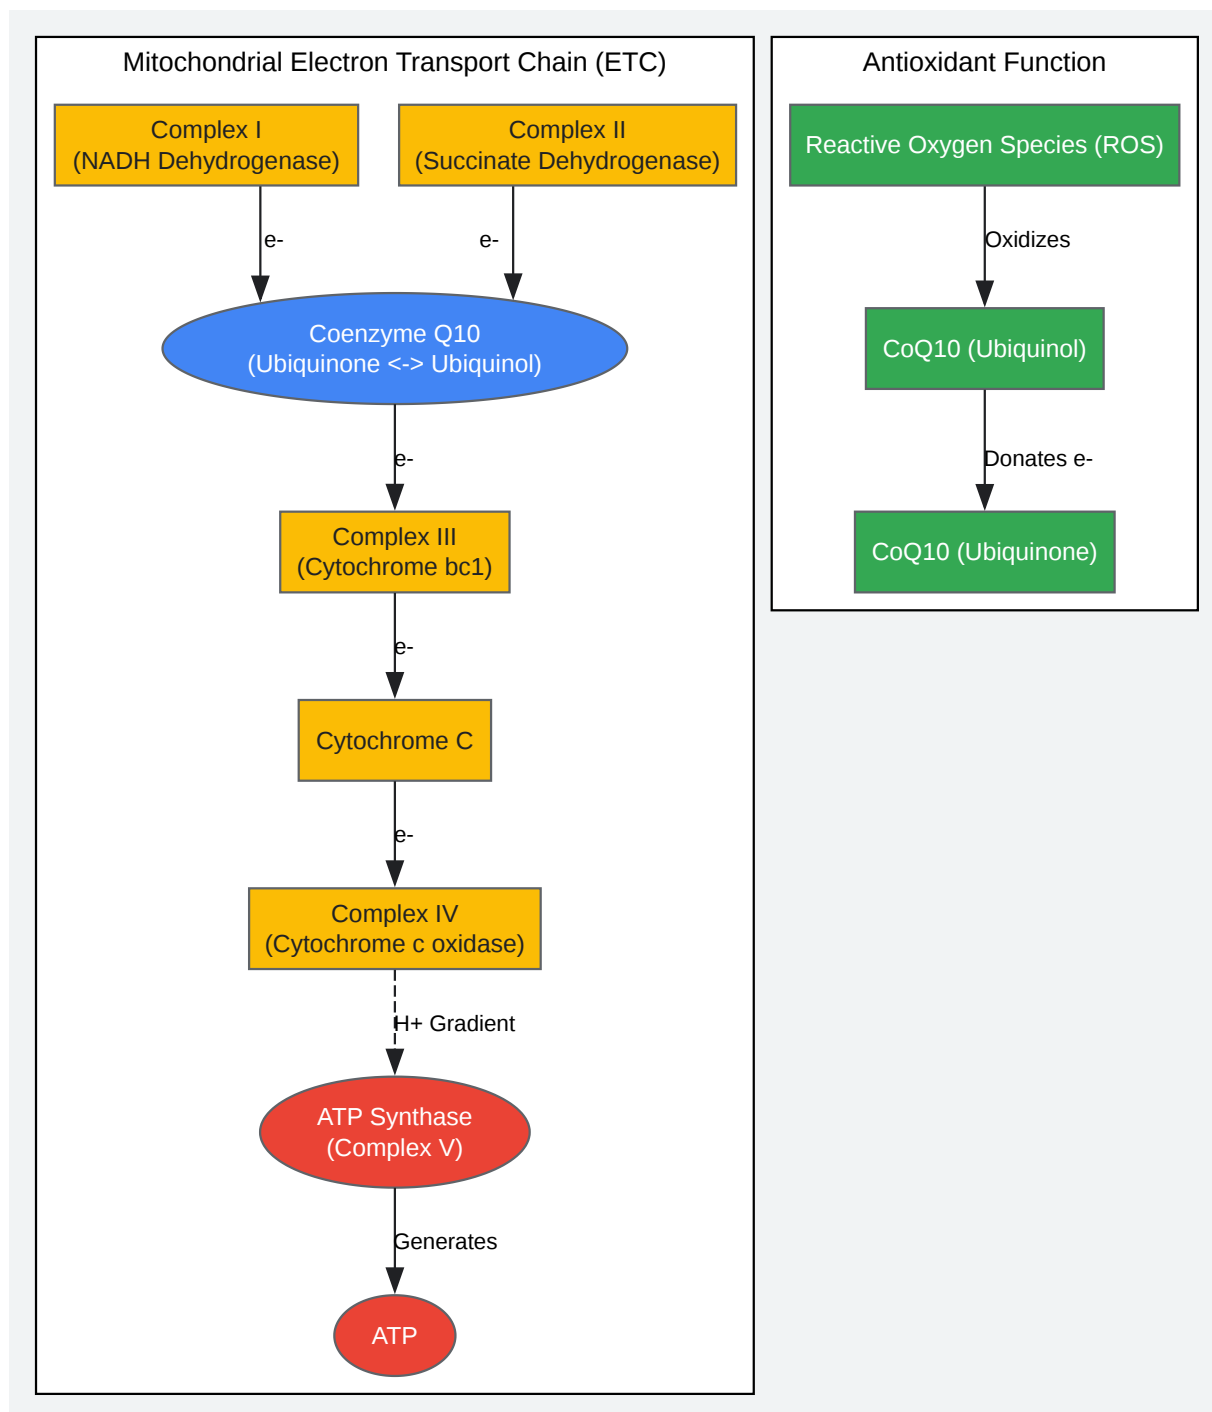 Mitochondrial Electron Transport Chain (ETC)
Complex I
(NADH Dehydrogenase)
Complex II
(Succinate Dehydrogenase)
e-
e-
Coenzyme Q10
(Ubiquinone <-> Ubiquinol)
e-
Complex III
(Cytochrome bc1)
e-
Cytochrome C
e-
Complex IV
(Cytochrome c oxidase)
H+ Gradient
ATP Synthase
(Complex V)
Generates
ATP
Antioxidant Function
Reactive Oxygen Species (ROS)
Oxidizes
CoQ10 (Ubiquinol)
Donates e-
CoQ10 (Ubiquinone)